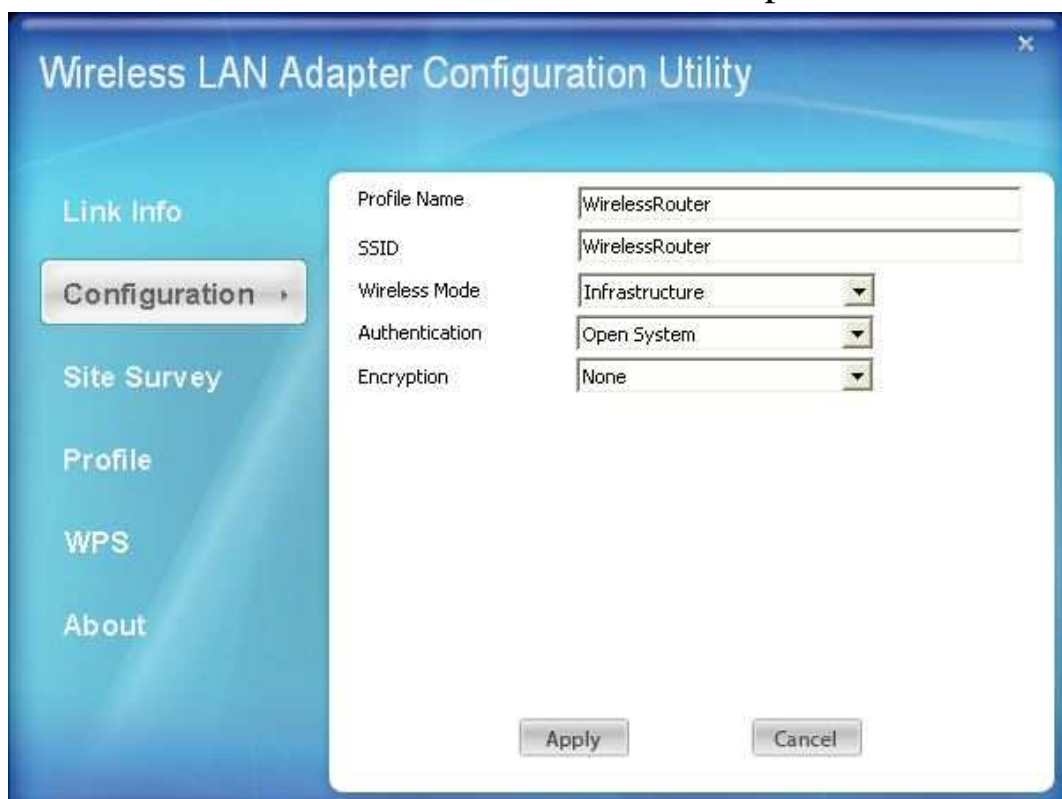 Wireless LAN Adapter Configuration Utility
Link Info
Configuration
Site Survey
Profile
WPS
About
Profile Name WirelessRouter
SSID WirelessRouter
Wireless Mode Infrastructure
Authentication Open System
Encryption None
Apply Cancel